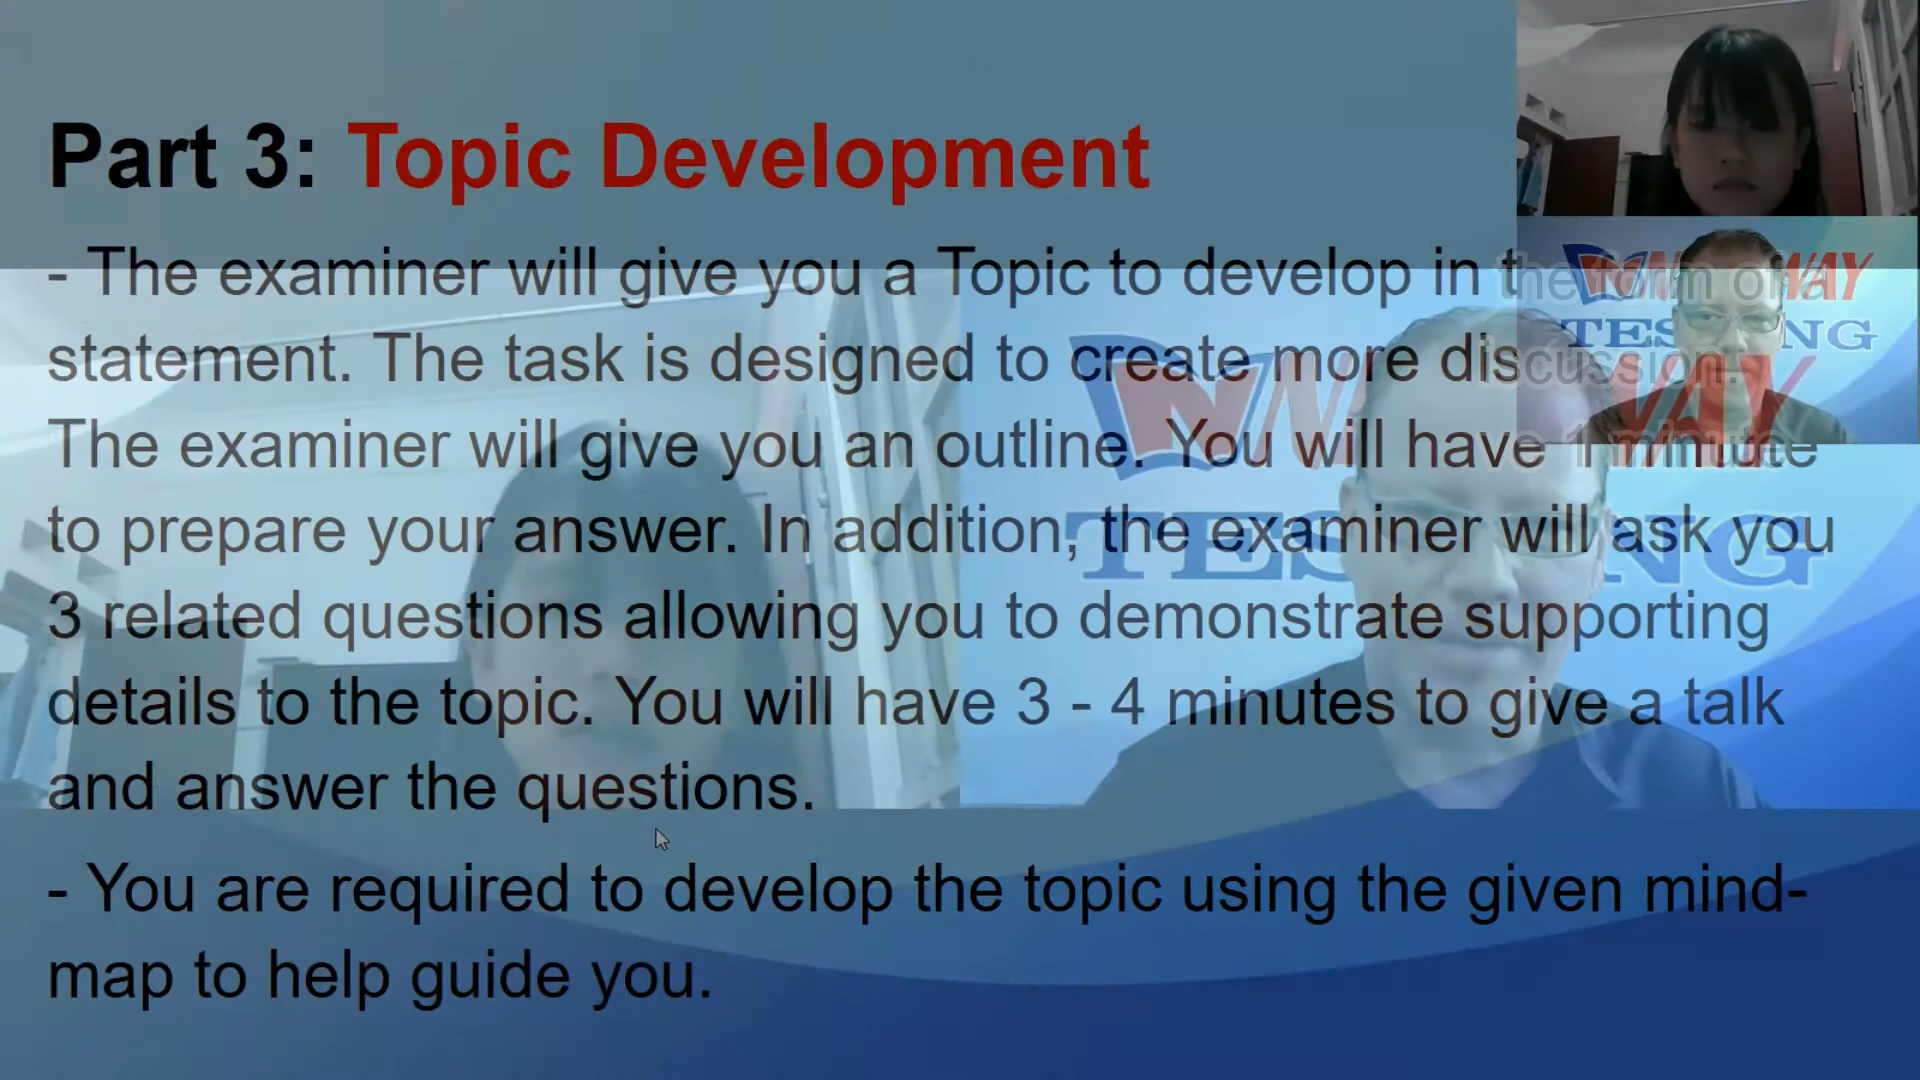 Part 3: Topic Development
- The examiner will give you a Topic to develop in the form of a
statement. The task is designed to create more discussion.
The examiner will give you an outline. You will have 1 minute
to prepare your answer. In addition, the examiner will ask you
3 related questions allowing you to demonstrate supporting
details to the topic. You will have 3 - 4 minutes to give a talk
and answer the questions.
- You are required to develop the topic using the given mind-
map to help guide you.